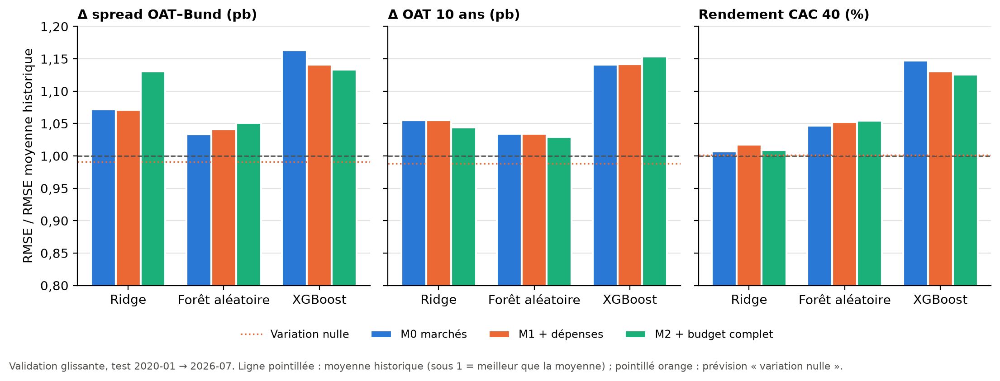 Δ spread OAT–Bund (pb)
Δ OAT 10 ans (pb)
Rendement CAC 40 (%)
RMSE / RMSE moyenne historique
1,20
1,15
1,10
1,05
1,00
0,95
0,90
0,85
0,80
Ridge
Forêt aléatoire
XGBoost
Ridge
Forêt aléatoire
XGBoost
Ridge
Forêt aléatoire
XGBoost
Variation nulle
M0 marchés
M1 + dépenses
M2 + budget complet
Validation glissante, test 2020-01 → 2026-07. Ligne pointillée : moyenne historique (sous 1 = meilleur que la moyenne) ; pointillé orange : prévision « variation nulle ».